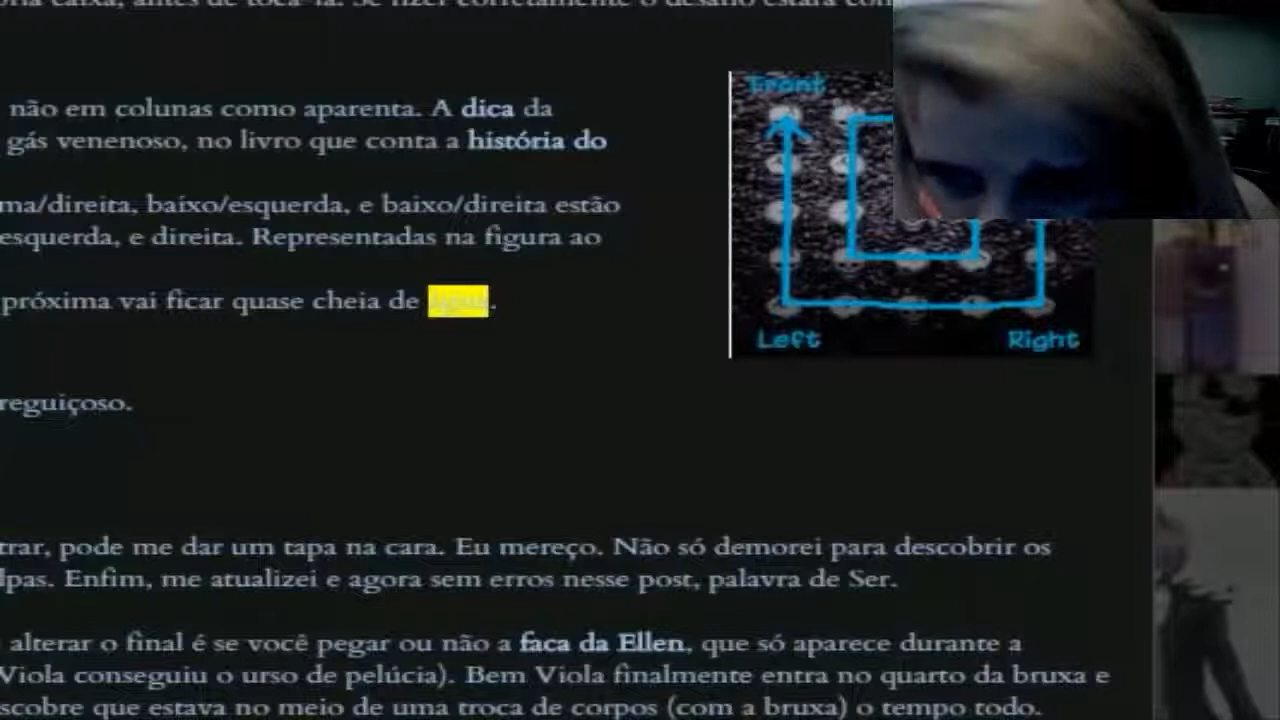 não em colunas como aparenta. A dica da
gás venenoso, no livro que conta a história do
ma/direita, baixo/esquerda, e baixo/direita estão
esquerda, e direita. Representadas na figura ao
próxima vai ficar quase cheia de
reguiçoso.
Front
Left Right
trar, pode me dar um tapa na cara. Eu mereço. Não só demorei para descobrir os
lpas. Enfim, me atualizei e agora sem erros nesse post, palavra de Ser.
alterar o final é se você pegar ou não a faca da Ellen, que só aparece durante a
Viola conseguiu o urso de pelúcia). Bem Viola finalmente entra no quarto da bruxa e
scobre que estava no meio de uma troca de corpos (com a bruxa) o tempo todo.